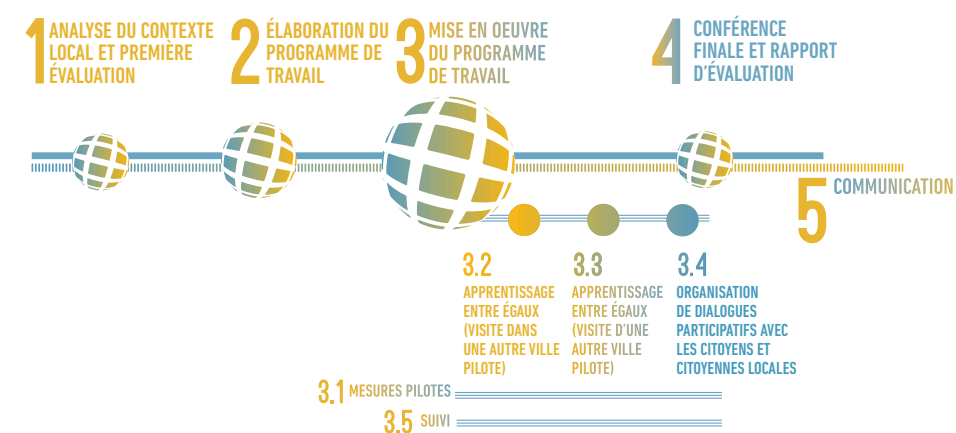 1 ANALYSE DU CONTEXTE
LOCAL ET PREMIÈRE
ÉVALUATION
2 ÉLABORATION DU
PROGRAMME DE
TRAVAIL
3 MISE EN OEUVRE
DU PROGRAMME
DE TRAVAIL
4 CONFÉRENCE
FINALE ET RAPPORT
D'ÉVALUATION
5 COMMUNICATION
3.2
APPRENTISSAGE
ENTRE ÉGAUX
(VISITE DANS
UNE AUTRE VILLE
PILOTE)
3.3
APPRENTISSAGE
ENTRE ÉGAUX
(VISITE D'UNE
AUTRE VILLE
PILOTE)
3.4
ORGANISATION
DE DIALOGUES
PARTICIPATIFS AVEC
LES CITOYENS ET
CITOYENNES LOCALES
3.1 MESURES PILOTES
3.5 SUIVI